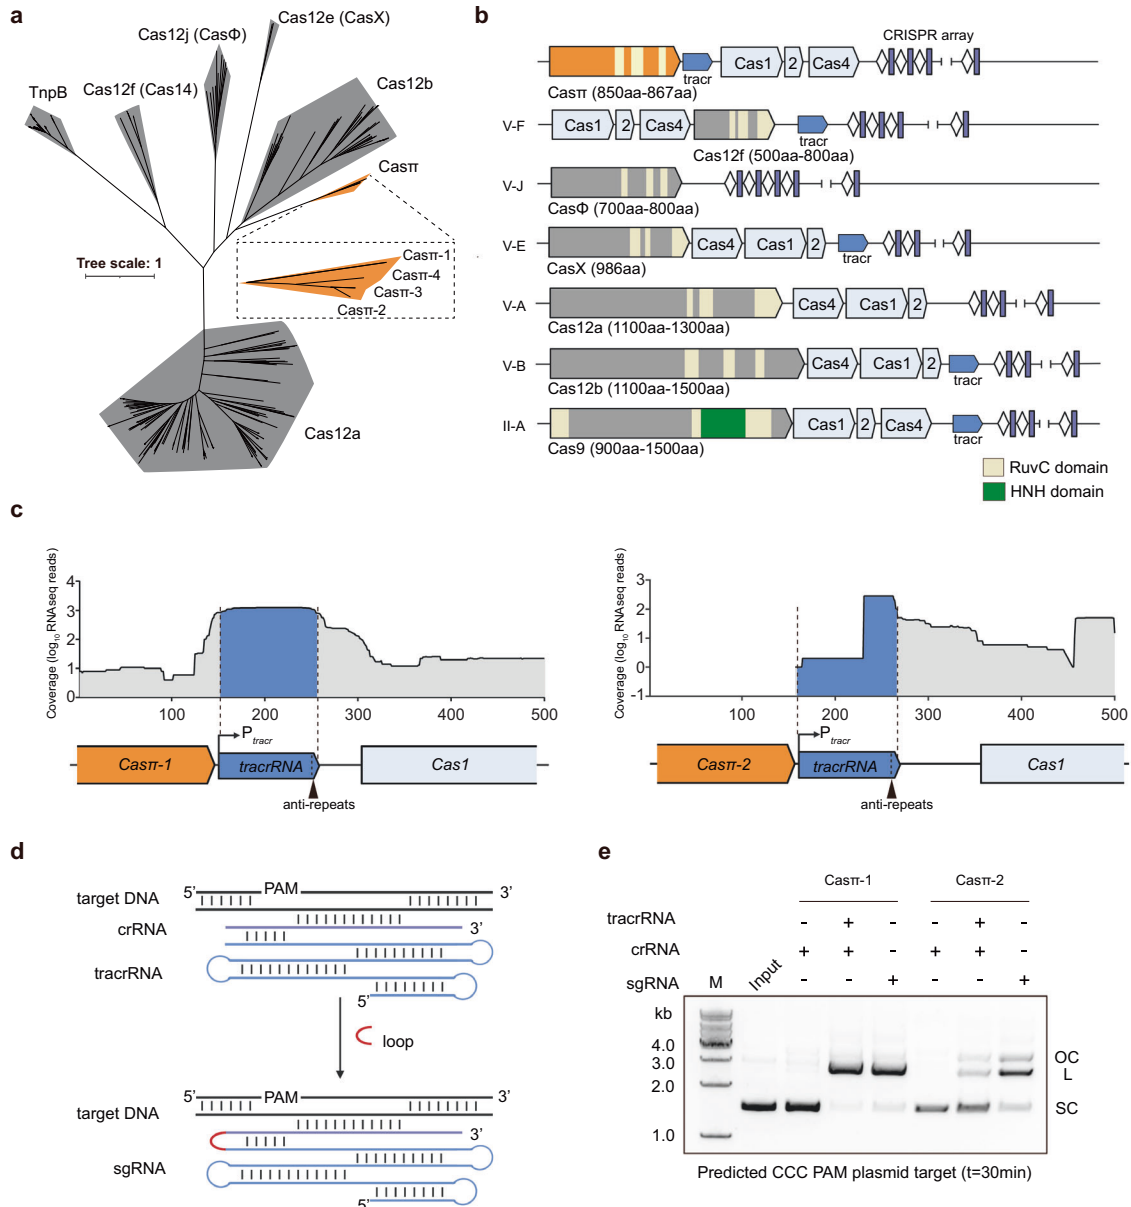 a
Cas12e (CasX)
Cas12j (CasΦ)
Cas12f (Cas14)
TnpB
Cas12b
Casπ
Tree scale: 1
Casπ-1
Casπ-4
Casπ-3
Casπ-2
Cas12a
b
CRISPR array
Cas1 2 Cas4
tracr
Casπ (850aa-867aa)
V-F Cas1 2 Cas4
tracr
Cas12f (500aa-800aa)
V-J
CasΦ (700aa-800aa)
V-E Cas4 Cas1 2
tracr
CasX (986aa)
V-A Cas4 Cas1 2
Cas12a (1100aa-1300aa)
V-B Cas4 Cas1 2
tracr
Cas12b (1100aa-1500aa)
II-A Cas1 2 Cas4
tracr
Cas9 (900aa-1500aa)
RuvC domain
HNH domain
c
Coverage (log10 RNAseq reads)
4
3
2
1
0
100 200 300 400 500
Ptracr
Casπ-1 tracrRNA Cas1
anti-repeats
Coverage (log10 RNAseq reads)
3
2
1
0
-1
100 200 300 400 500
Ptracr
Casπ-2 tracrRNA Cas1
anti-repeats
d
5' PAM 3'
target DNA
crRNA 3'
tracrRNA
5'
loop
5' PAM 3'
target DNA
3'
sgRNA
5'
e
Casπ-1 Casπ-2
tracrRNA - + - - + -
crRNA + + - + + -
sgRNA M Input - - + - - +
kb
4.0
3.0
2.0
1.0
OC
L
SC
Predicted CCC PAM plasmid target (t=30min)